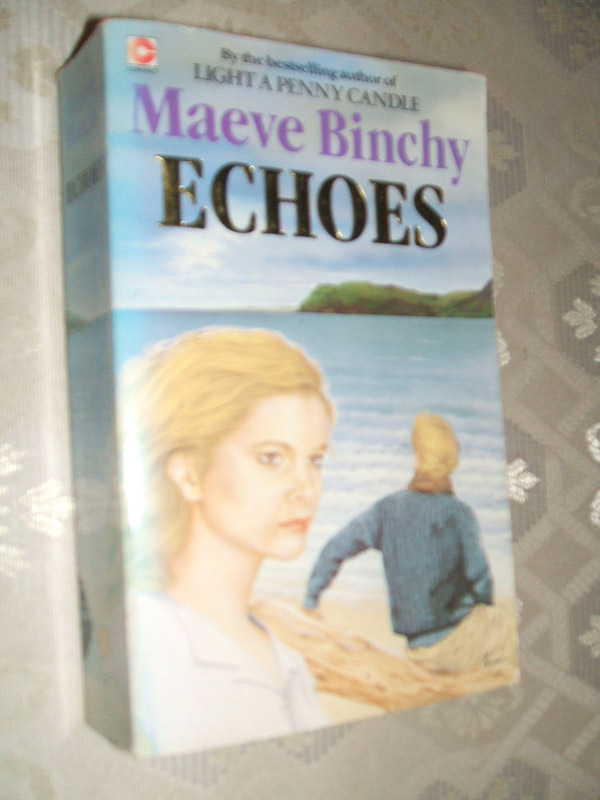 By the bestselling author of
LIGHT A PENNY CANDLE
Maeve Binchy
ECHOES